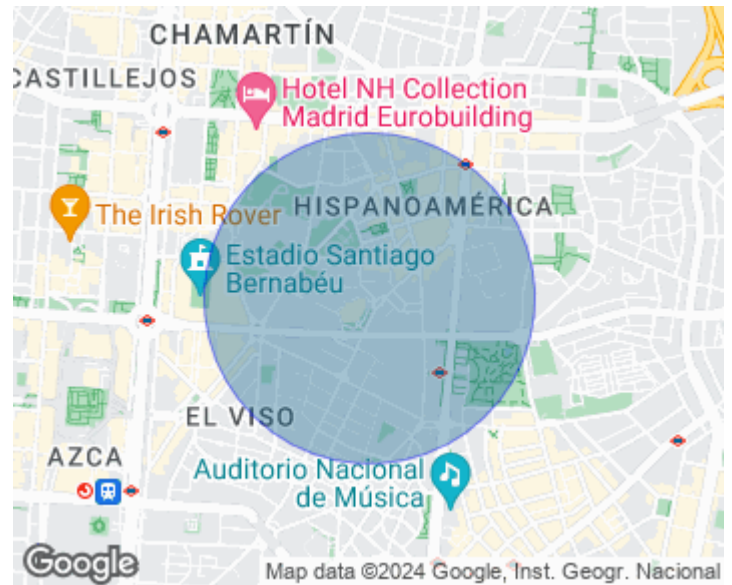 CHAMARTÍN
CASTILLEJOS
Hotel NH Collection
Madrid Eurobuilding
The Irish Rover
HISPANOAMÉRICA
Estadio Santiago
Bernabéu
EL VISO
AZCA
Auditorio Nacional
de Música
Google
Map data ©2024 Google, Inst. Geogr. Nacional